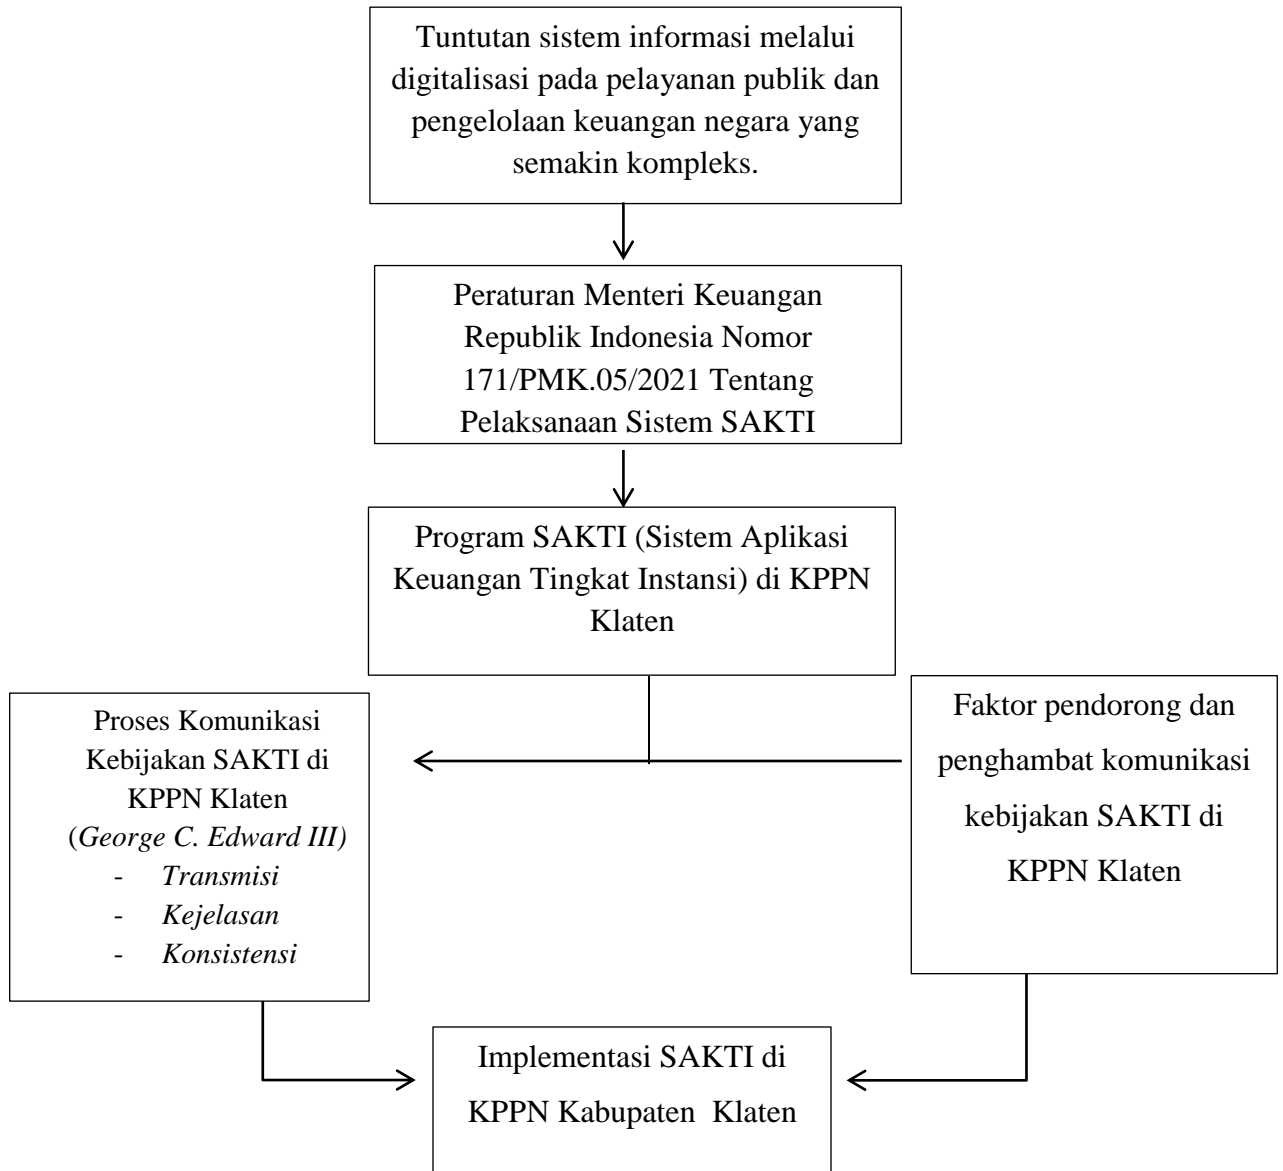 Tuntutan sistem informasi melalui
digitalisasi pada pelayanan publik dan
pengelolaan keuangan negara yang
semakin kompleks.
Peraturan Menteri Keuangan
Republik Indonesia Nomor
171/PMK.05/2021 Tentang
Pelaksanaan Sistem SAKTI
Program SAKTI (Sistem Aplikasi
Keuangan Tingkat Instansi) di KPPN
Klaten
Proses Komunikasi
Kebijakan SAKTI di
KPPN Klaten
(George C. Edward III)
- Transmisi
- Kejelasan
- Konsistensi
Faktor pendorong dan
penghambat komunikasi
kebijakan SAKTI di
KPPN Klaten
Implementasi SAKTI di
KPPN Kabupaten Klaten